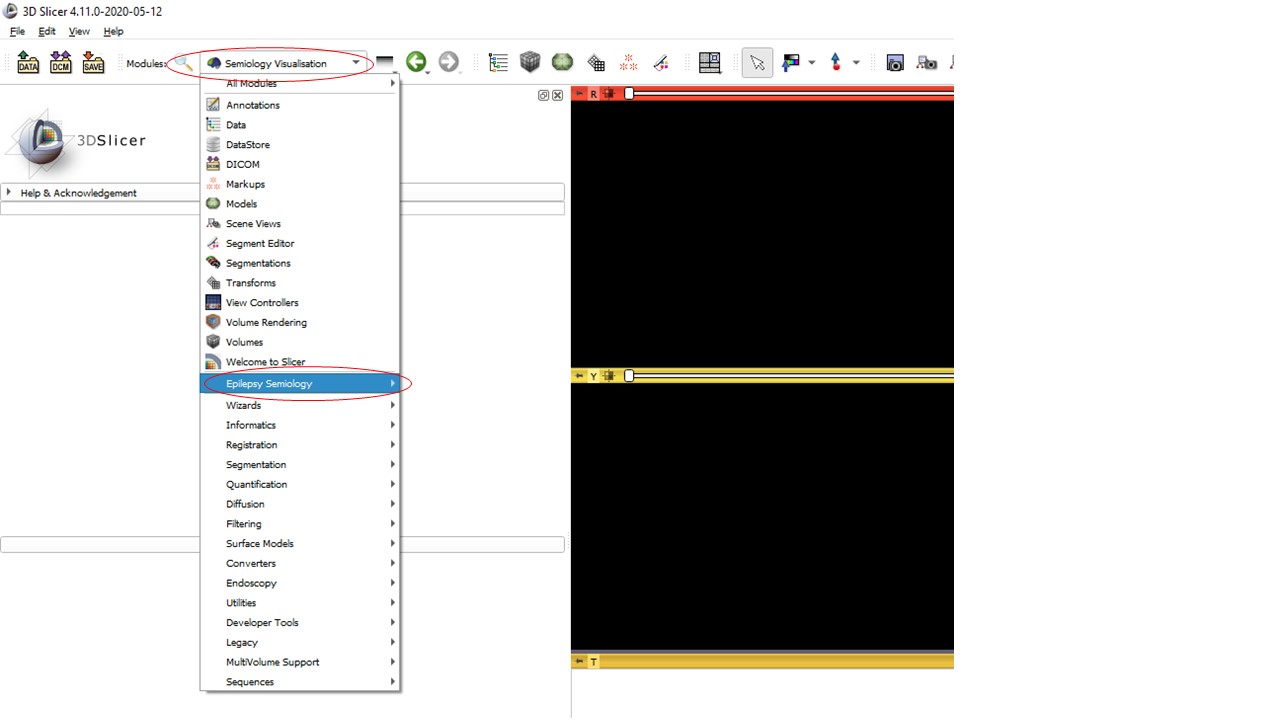 3D Slicer 4.11.0-2020-05-12
File Edit View Help
DATA DCM SAVE Modules: Semiology Visualisation
All Modules
Annotations
Data
DataStore
DICOM
Markups
Models
Scene Views
Segment Editor
Segmentations
Transforms
View Controllers
Volume Rendering
Volumes
Welcome to Slicer
Epilepsy Semiology
Wizards
Informatics
Registration
Segmentation
Quantification
Diffusion
Filtering
Surface Models
Converters
Endoscopy
Utilities
Developer Tools
Legacy
MultiVolume Support
Sequences
3DSlicer
Help & Acknowledgement
R
Y
T